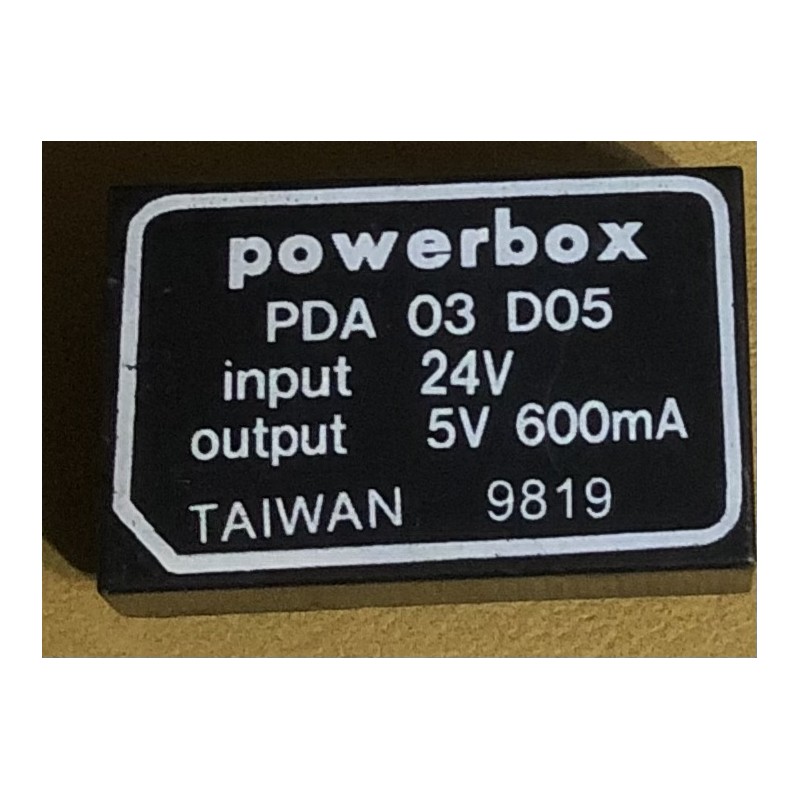 powerbox
PDA 03 D05
input 24V
output 5V 600mA
TAIWAN 9819